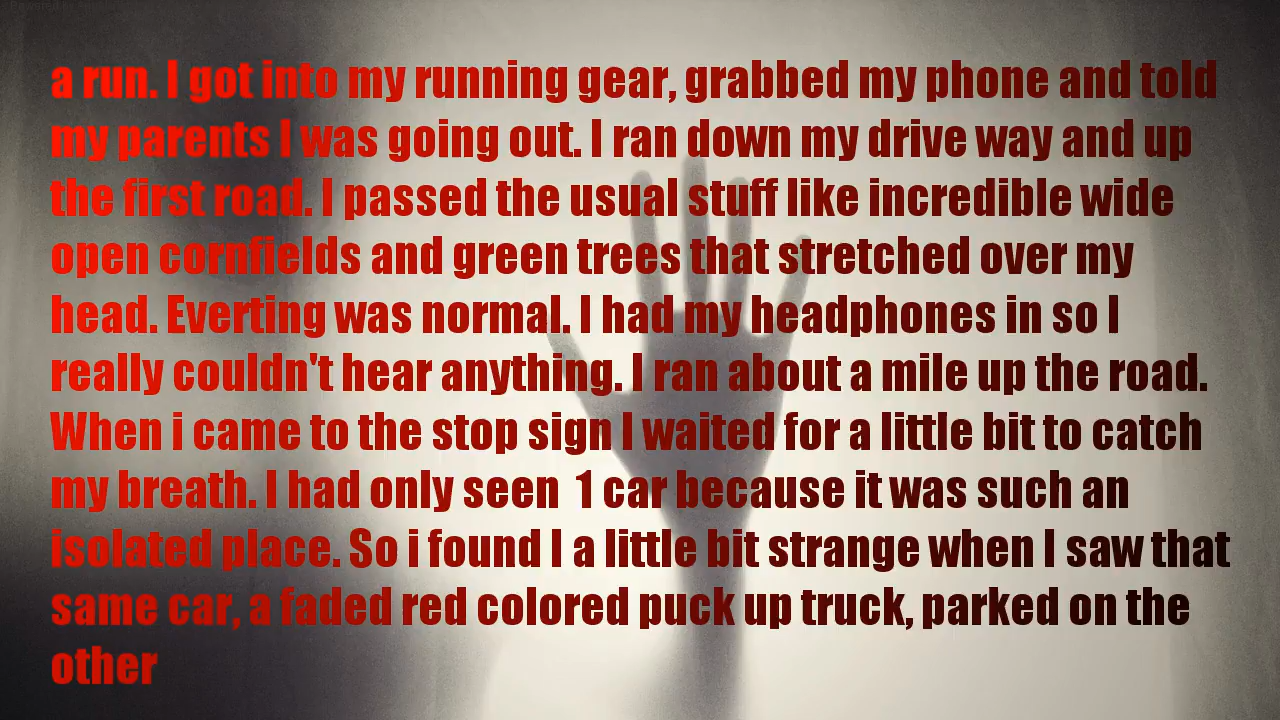 a run. I got into my running gear, grabbed my phone and told
my parents I was going out. I ran down my drive way and up
the first road. I passed the usual stuff like incredible wide
open cornfields and green trees that stretched over my
head. Everting was normal. I had my headphones in so I
really couldn't hear anything. I ran about a mile up the road.
When i came to the stop sign I waited for a little bit to catch
my breath. I had only seen  1 car because it was such an
isolated place. So i found I a little bit strange when I saw that
same car, a faded red colored puck up truck, parked on the
other